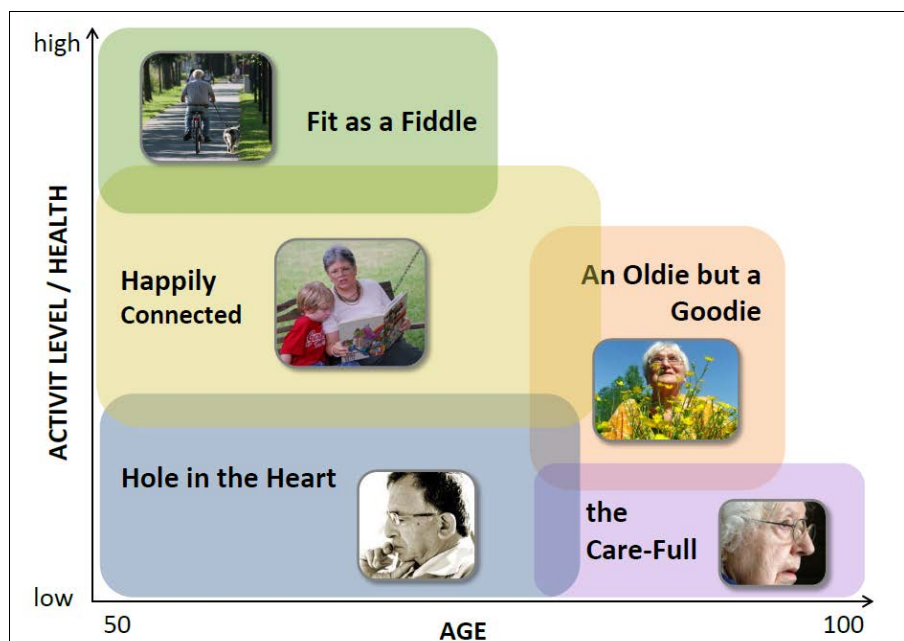 high
Fit as a Fiddle
ACTIVIT LEVEL / HEALTH
Happily
Connected
An Oldie but a
Goodie
Hole in the Heart
the
Care-Full
low
50
AGE
100